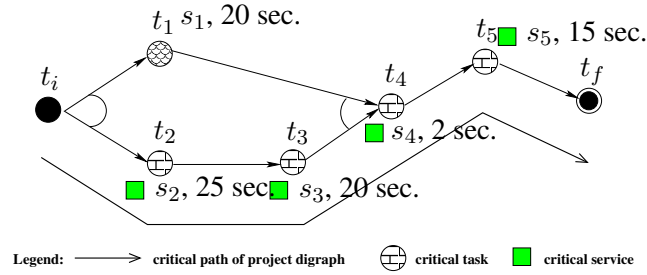 t₁ s₁, 20 sec.
t₅ s₅, 15 sec.
tᵢ t₄ t_f
t₂ t₃ s₄, 2 sec.
s₂, 25 sec. s₃, 20 sec.
Legend: critical path of project digraph critical task critical service